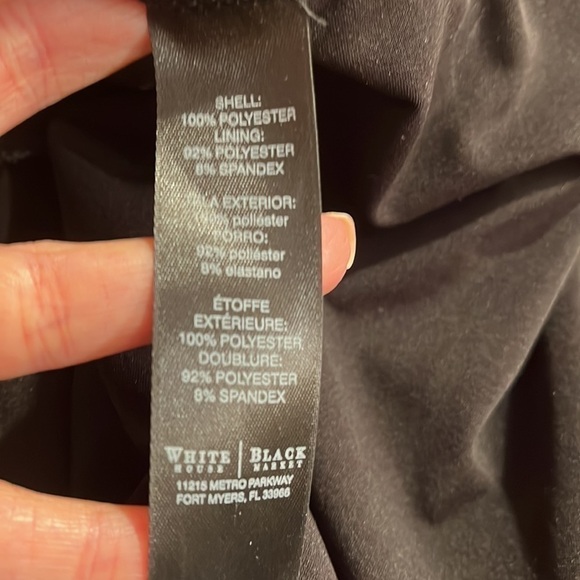 SHELL:
100% POLYESTER
LINING:
92% POLYESTER
8% SPANDEX
EXTERIOR:
poliéster
92% poliéster
8% elastano
ÉTOFFE
EXTÉRIEURE:
100% POLYESTER
DOUBLURE:
92% POLYESTER
8% SPANDEX
WHITE HOUSE | BLACK MARKET
11215 METRO PARKWAY
FORT MYERS, FL 33966